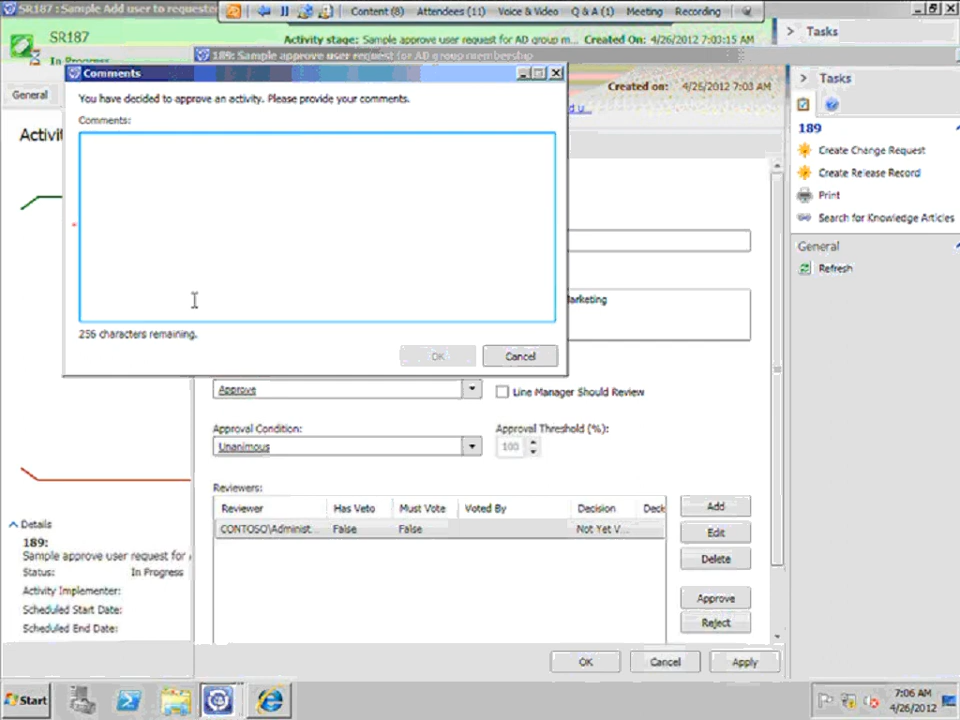 SR187 : Sample Add user to requester
Content (8) Attendees (11) Voice & Video Q & A (1) Meeting Recording
SR187
Activity stage: Sample approve user request for AD group m... Created On: 4/26/2012 7:03:15 AM
In Progress
Tasks
189: Sample approve user request for AD group membership
Comments
Created on: 4/26/2012 7:03 AM
Tasks
General
You have decided to approve an activity. Please provide your comments.
Comments:
189
Activit
Create Change Request
Create Release Record
Print
Search for Knowledge Articles
General
Refresh
Marketing
256 characters remaining.
OK Cancel
Approve
Line Manager Should Review
Approval Condition:
Approval Threshold (%):
Unanimous
100
Reviewers:
Reviewer Has Veto Must Vote Voted By Decision Deci
CONTOSO\Administ... False False Not Yet V...
Add
Edit
Delete
Approve
Reject
Details
189:
Sample approve user request for
Status: In Progress
Activity Implementer:
Scheduled Start Date:
Scheduled End Date:
OK Cancel Apply
Start
7:06 AM
4/26/2012